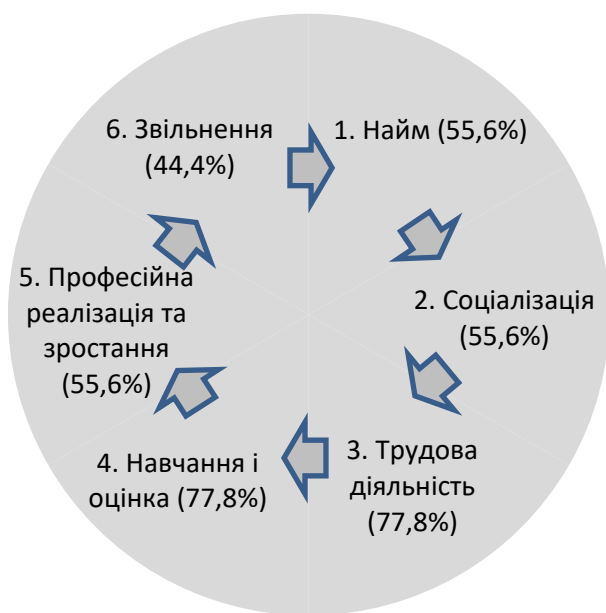 1. Найм (55,6%)
2. Соціалізація
(55,6%)
3. Трудова
діяльність
(77,8%)
4. Навчання і
оцінка (77,8%)
5. Професійна
реалізація та
зростання
(55,6%)
6. Звільнення
(44,4%)